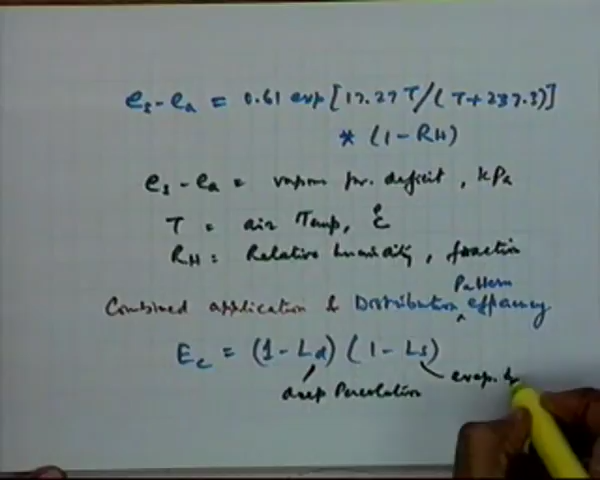 es - ea = 0.61 exp [17.27 T/(T+237.3)]
* (1 - RH)
es - ea = vapour pr. deficit, kPa
T = air Temp, °C
RH = Relative humidity, fraction
Combined application & Distribution Pattern efficiency
Ec = (1 - Ld) (1 - Ls)
deep Percolation
evap.